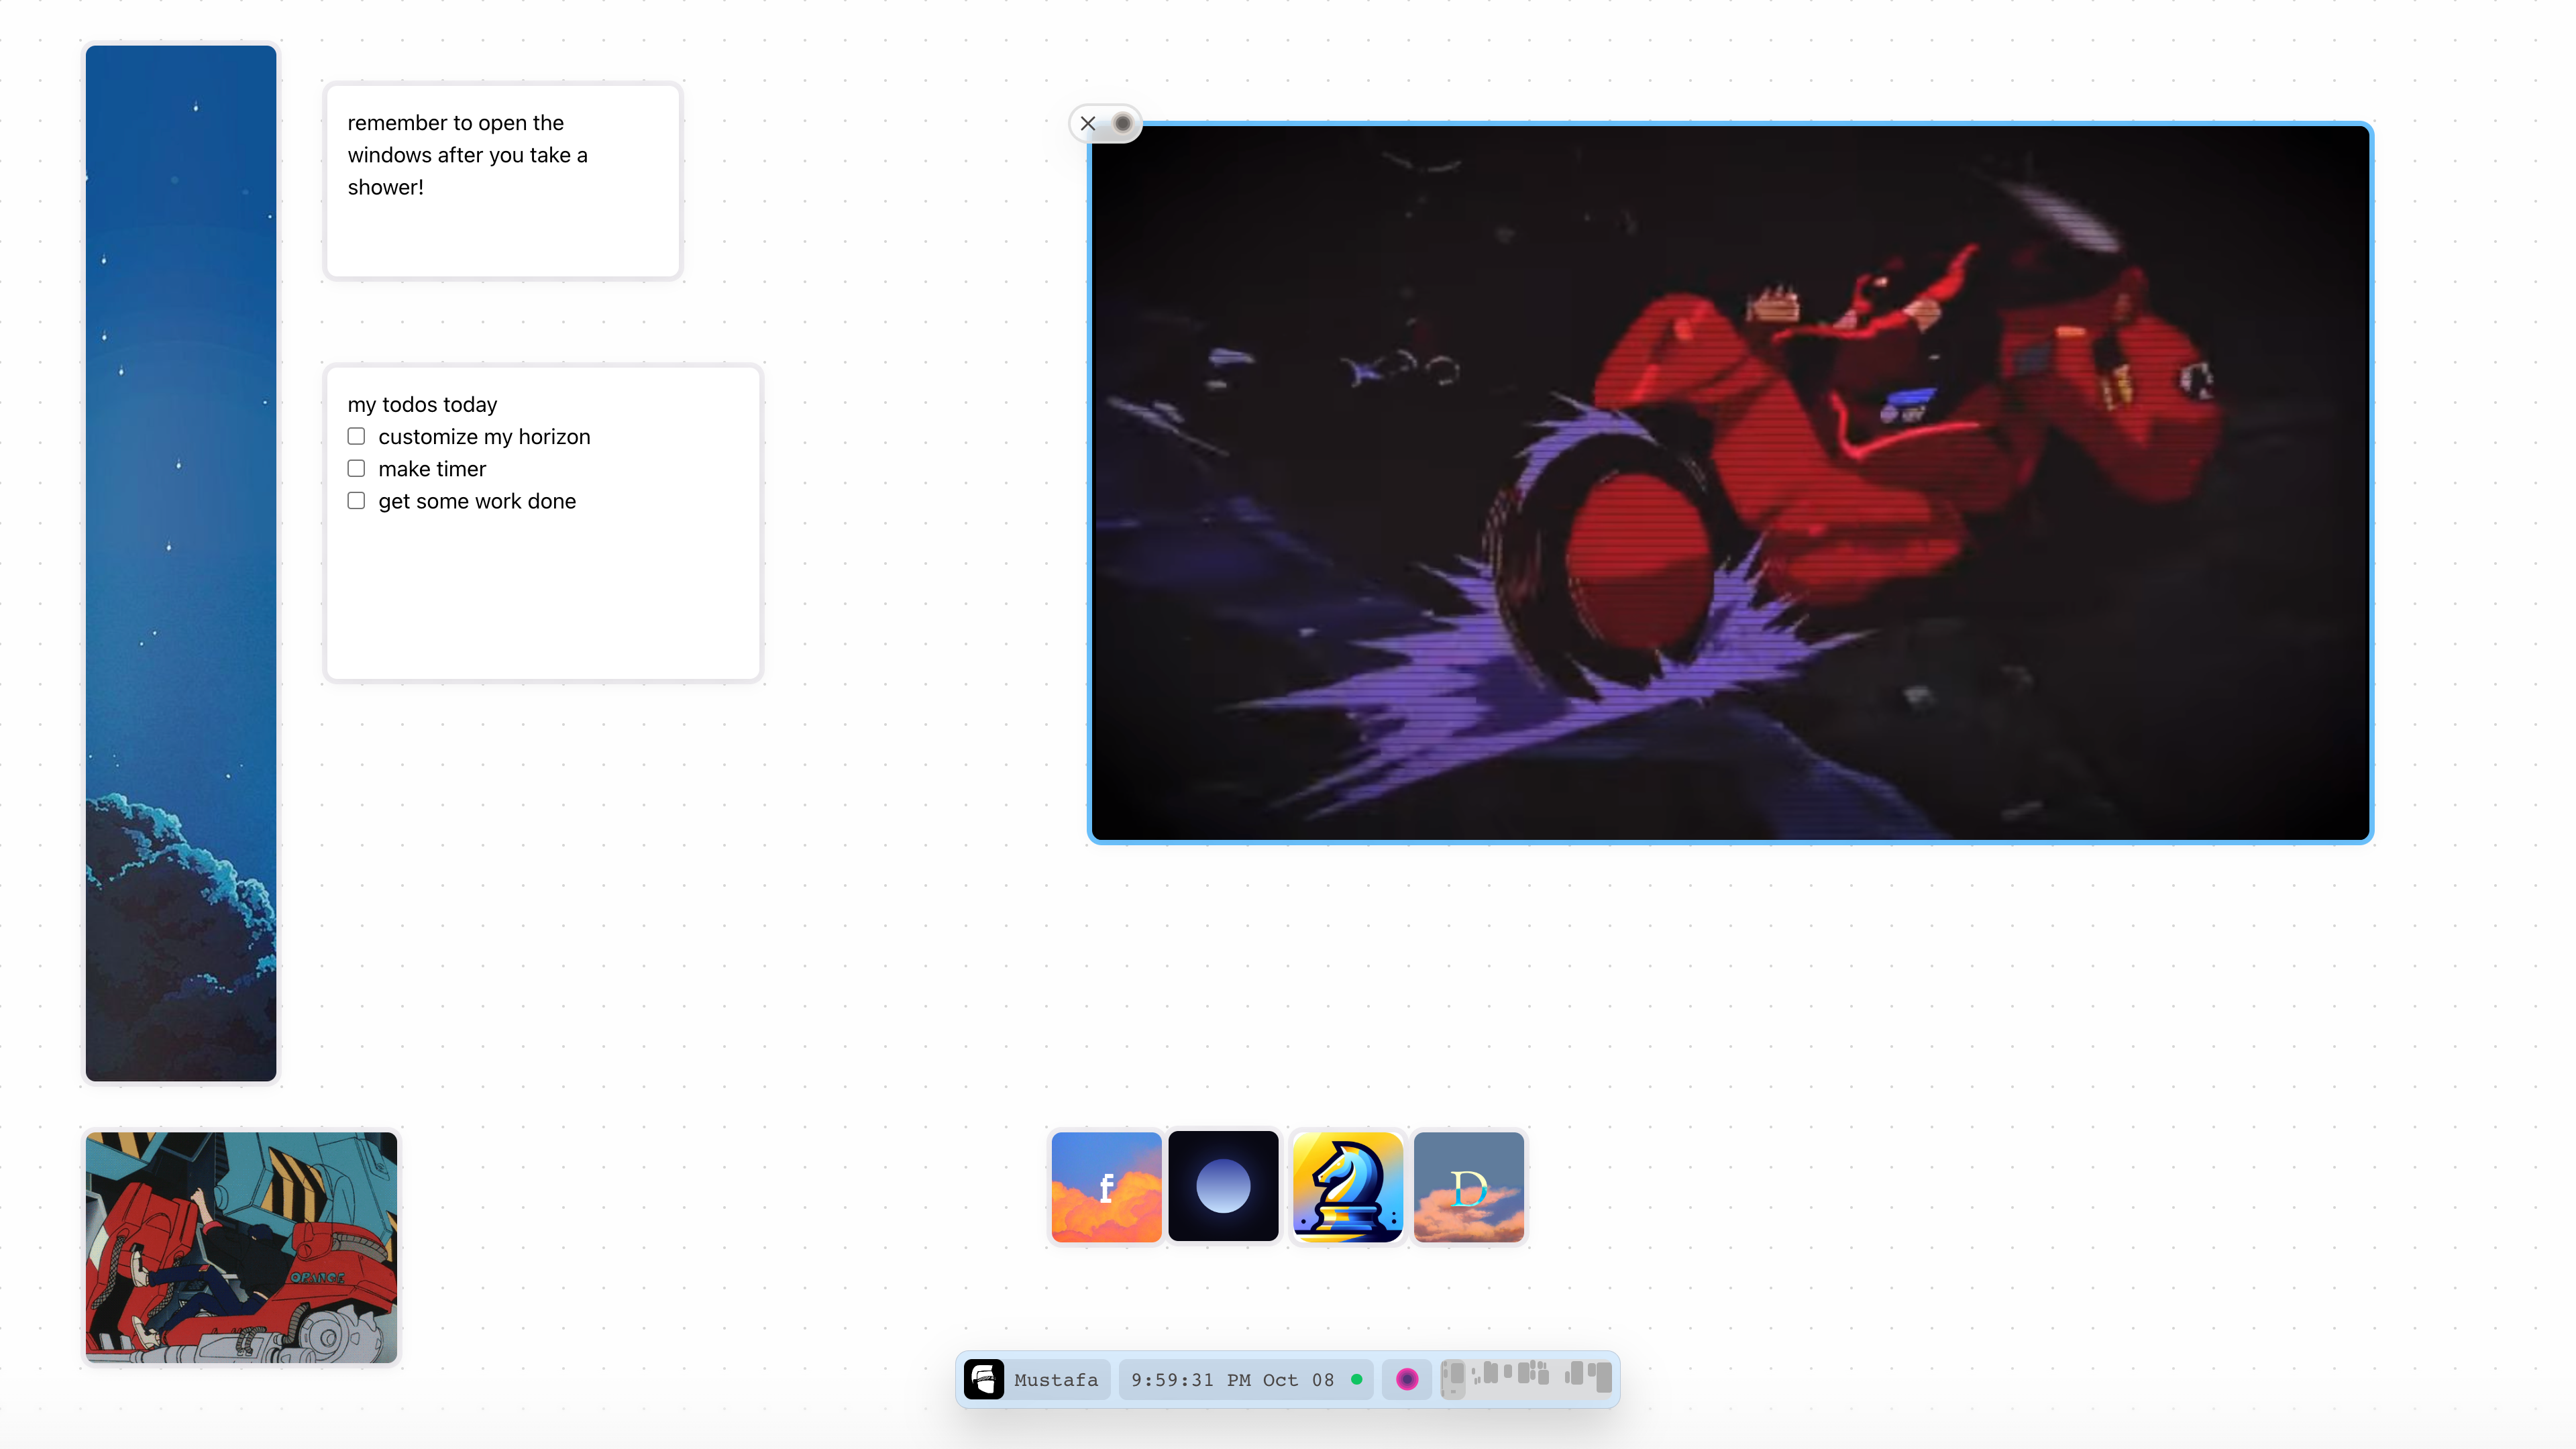 remember to open the
windows after you take a
shower!
my todos today
customize my horizon
make timer
get some work done
f
D
Mustafa
9:59:31 PM Oct 08